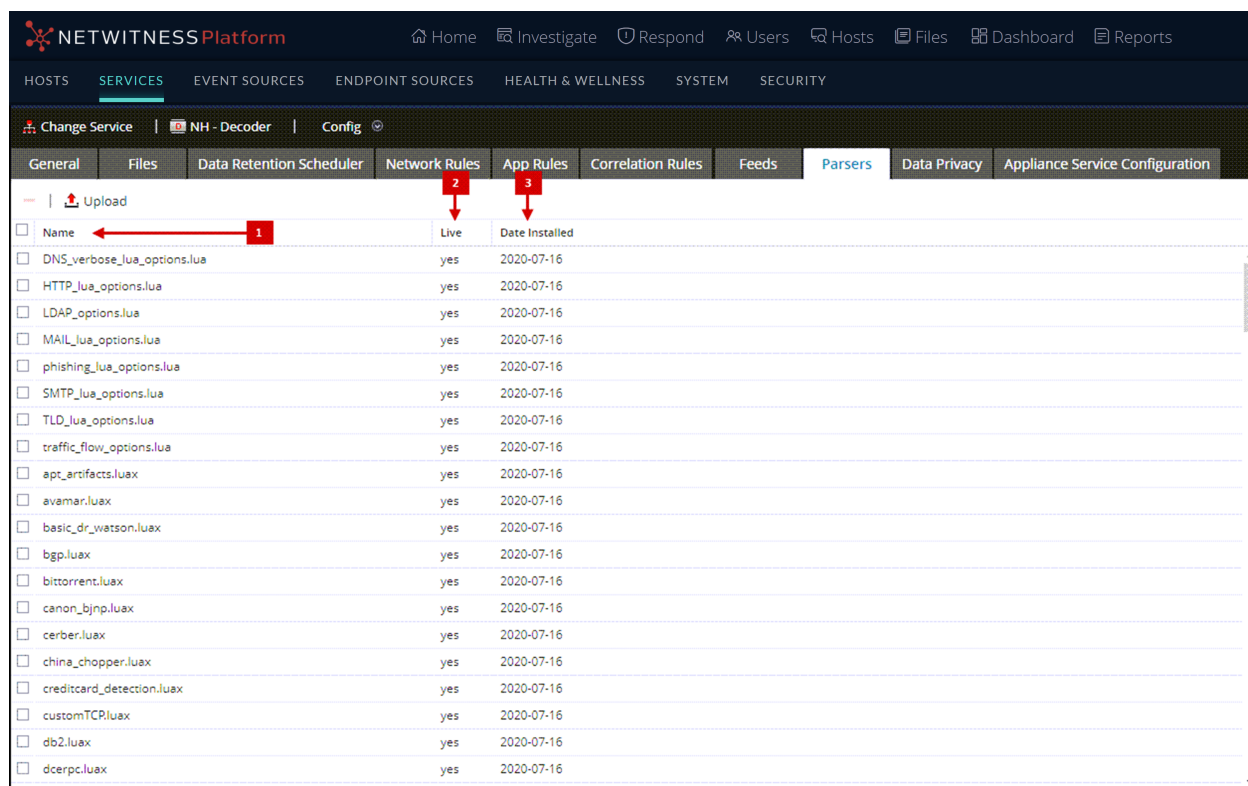 NETWITNESS Platform Home Investigate Respond Users Hosts Files Dashboard Reports
HOSTS SERVICES EVENT SOURCES ENDPOINT SOURCES HEALTH & WELLNESS SYSTEM SECURITY
Change Service | D NH - Decoder | Config
General Files Data Retention Scheduler Network Rules App Rules Correlation Rules Feeds Parsers Data Privacy Appliance Service Configuration
2 3
| Upload
Name 1 Live Date Installed
DNS_verbose_lua_options.lua yes 2020-07-16
HTTP_lua_options.lua yes 2020-07-16
LDAP_options.lua yes 2020-07-16
MAIL_lua_options.lua yes 2020-07-16
phishing_lua_options.lua yes 2020-07-16
SMTP_lua_options.lua yes 2020-07-16
TLD_lua_options.lua yes 2020-07-16
traffic_flow_options.lua yes 2020-07-16
apt_artifacts.luax yes 2020-07-16
avamar.luax yes 2020-07-16
basic_dr_watson.luax yes 2020-07-16
bgp.luax yes 2020-07-16
bittorrent.luax yes 2020-07-16
canon_bjnp.luax yes 2020-07-16
cerber.luax yes 2020-07-16
china_chopper.luax yes 2020-07-16
creditcard_detection.luax yes 2020-07-16
customTCP.luax yes 2020-07-16
db2.luax yes 2020-07-16
dcerpc.luax yes 2020-07-16